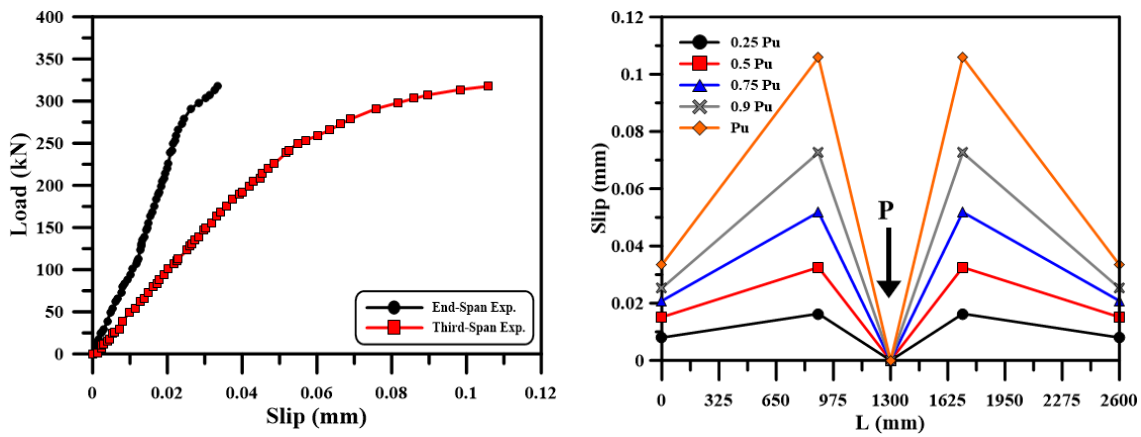 400
350
300
250
200
150
100
50
0
Load (kN)
0 0.02 0.04 0.06 0.08 0.1 0.12
Slip (mm)
End-Span Exp.
Third-Span Exp.
0.12
0.1
0.08
0.06
0.04
0.02
0
Slip (mm)
0.25 Pu
0.5 Pu
0.75 Pu
0.9 Pu
Pu
P
0 325 650 975 1300 1625 1950 2275 2600
L (mm)